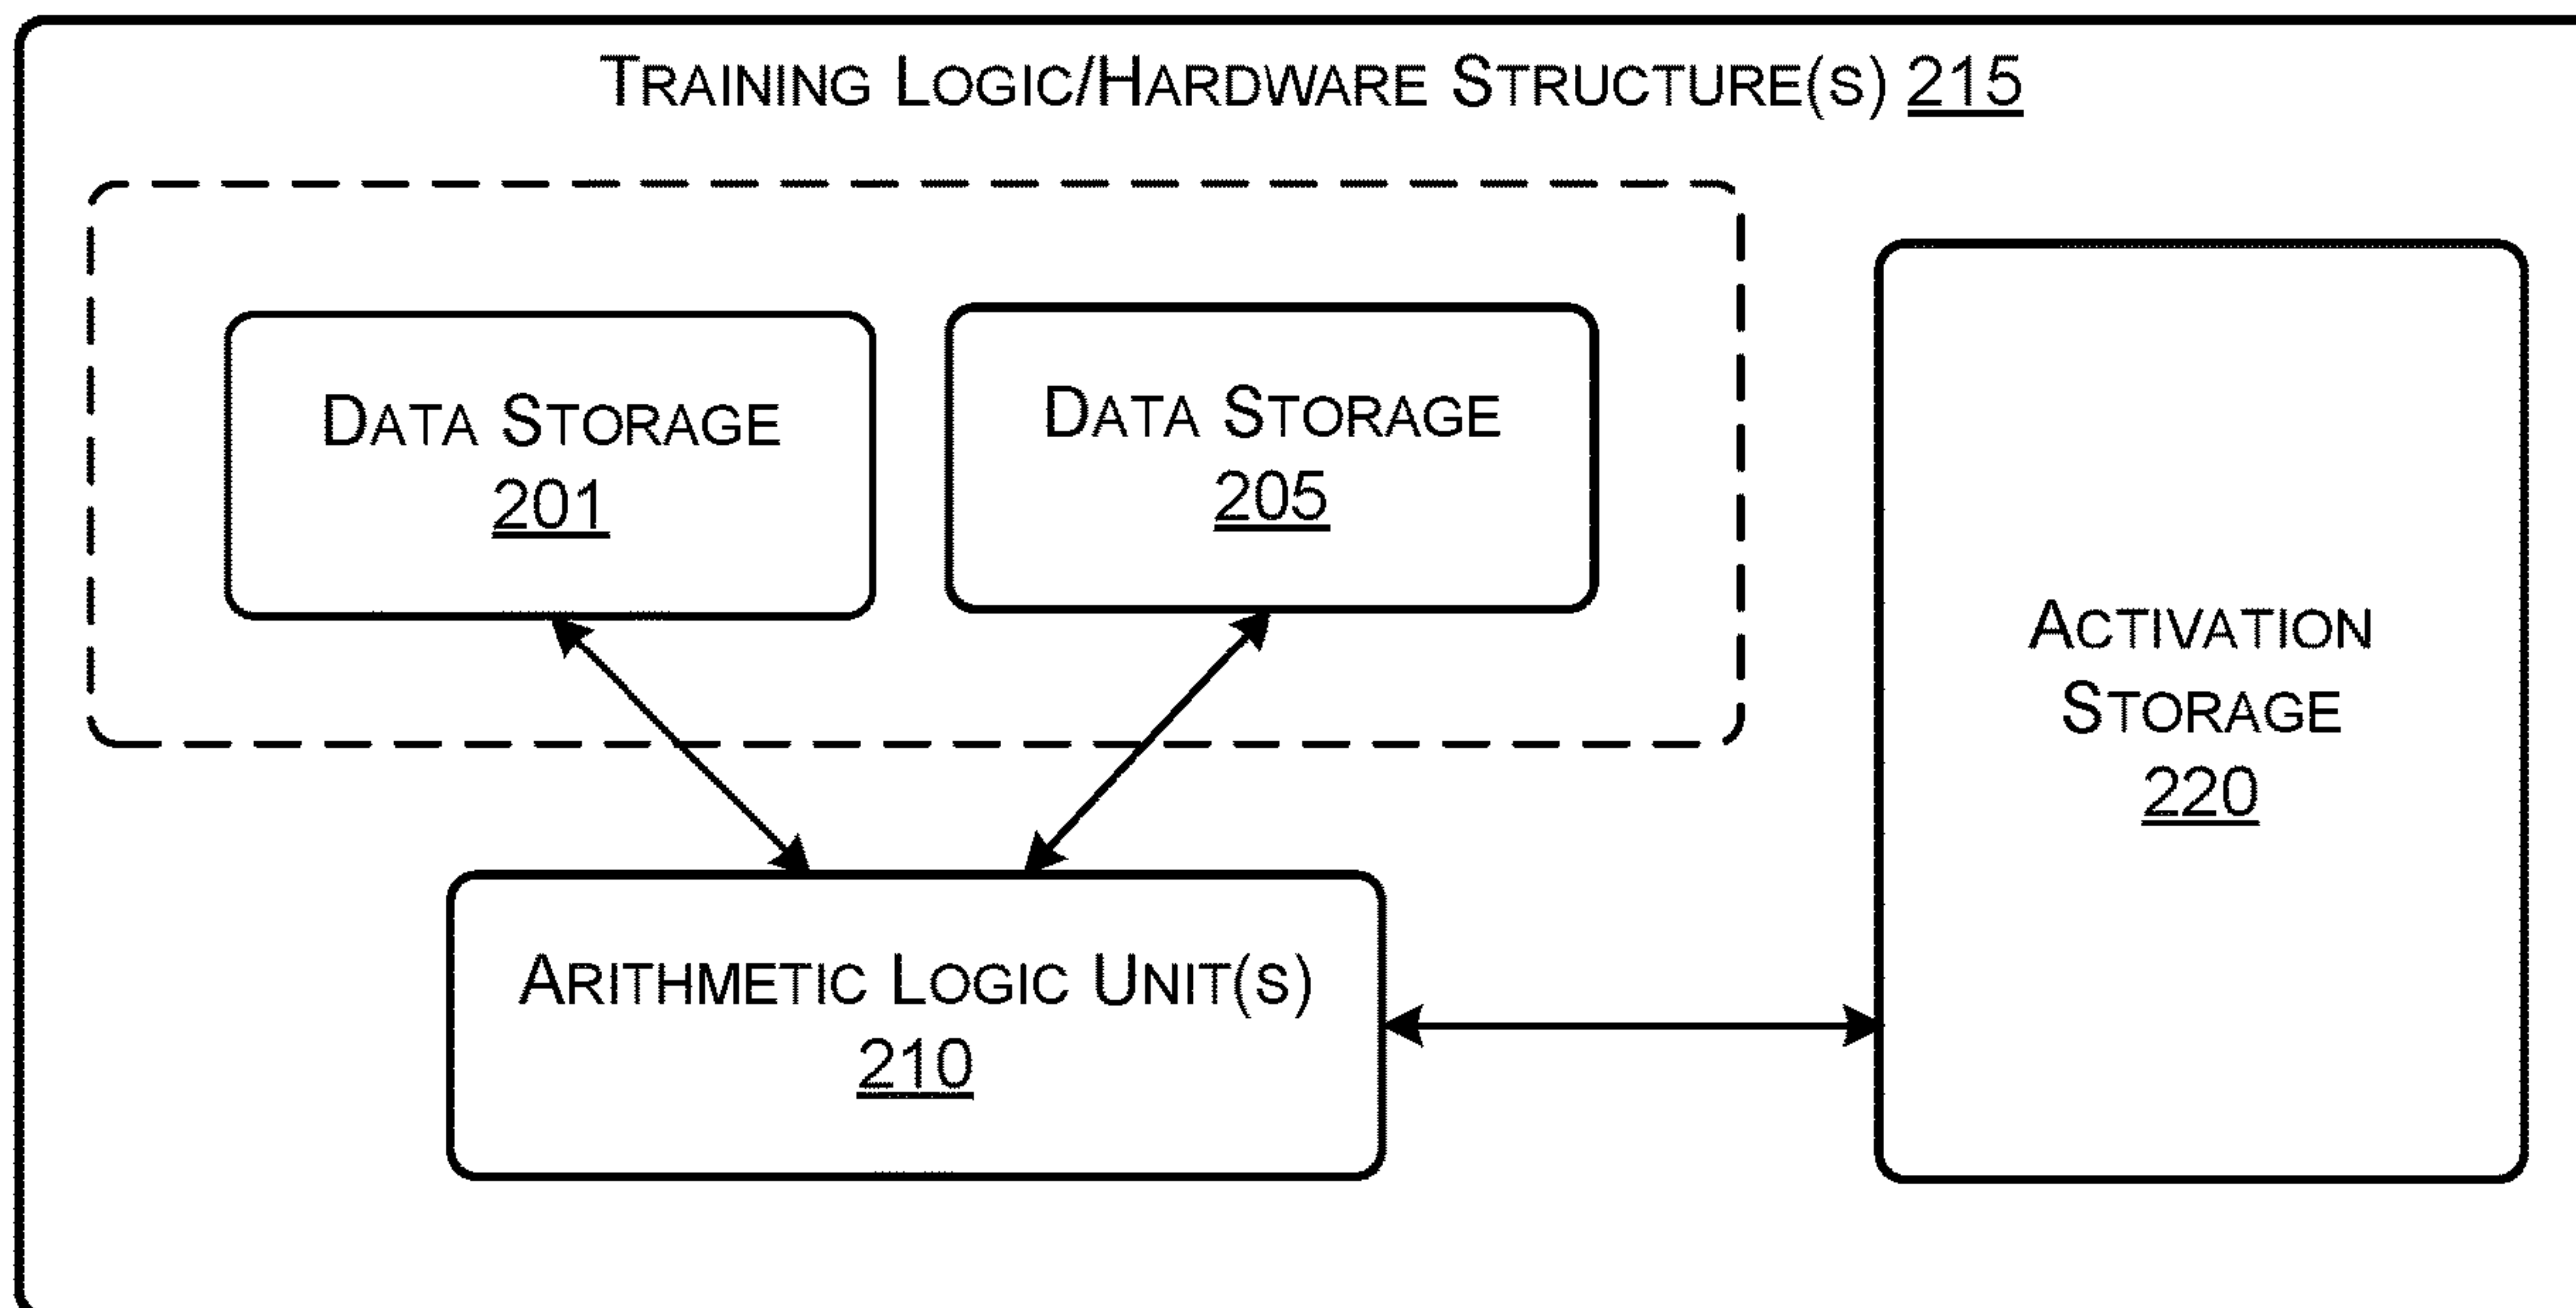 TRAINING LOGIC/HARDWARE STRUCTURE(S) 215
DATA STORAGE
201
DATA STORAGE
205
ACTIVATION
STORAGE
220
ARITHMETIC LOGIC UNIT(S)
210